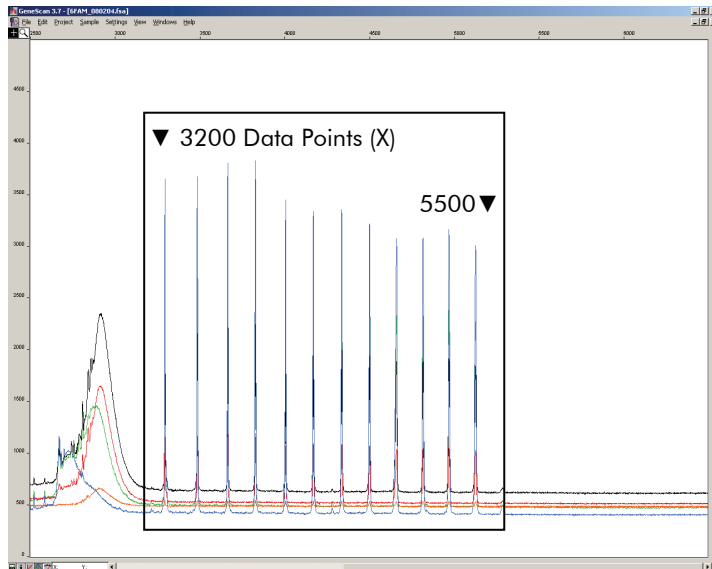 GeneScan 3.7 - [6FAM_080204.fsa]
File Edit Project Sample Settings View Windows Help
2500 3000 3500 4000 4500 5000 5500 6000
4500
4000
▼ 3200 Data Points (X)
3500
5500 ▼
3000
2500
2000
1500
1000
500
0
X: Y: